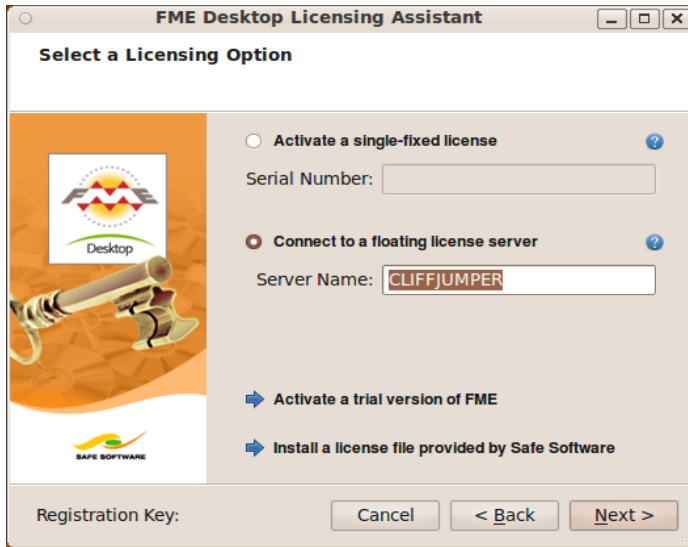 FME Desktop Licensing Assistant
Select a Licensing Option
Activate a single-fixed license
?
Serial Number:
FME
Desktop
Connect to a floating license server
?
Server Name: CLIFFJUMPER
Activate a trial version of FME
Install a license file provided by Safe Software
SAFE SOFTWARE
Registration Key:
Cancel
< Back
Next >